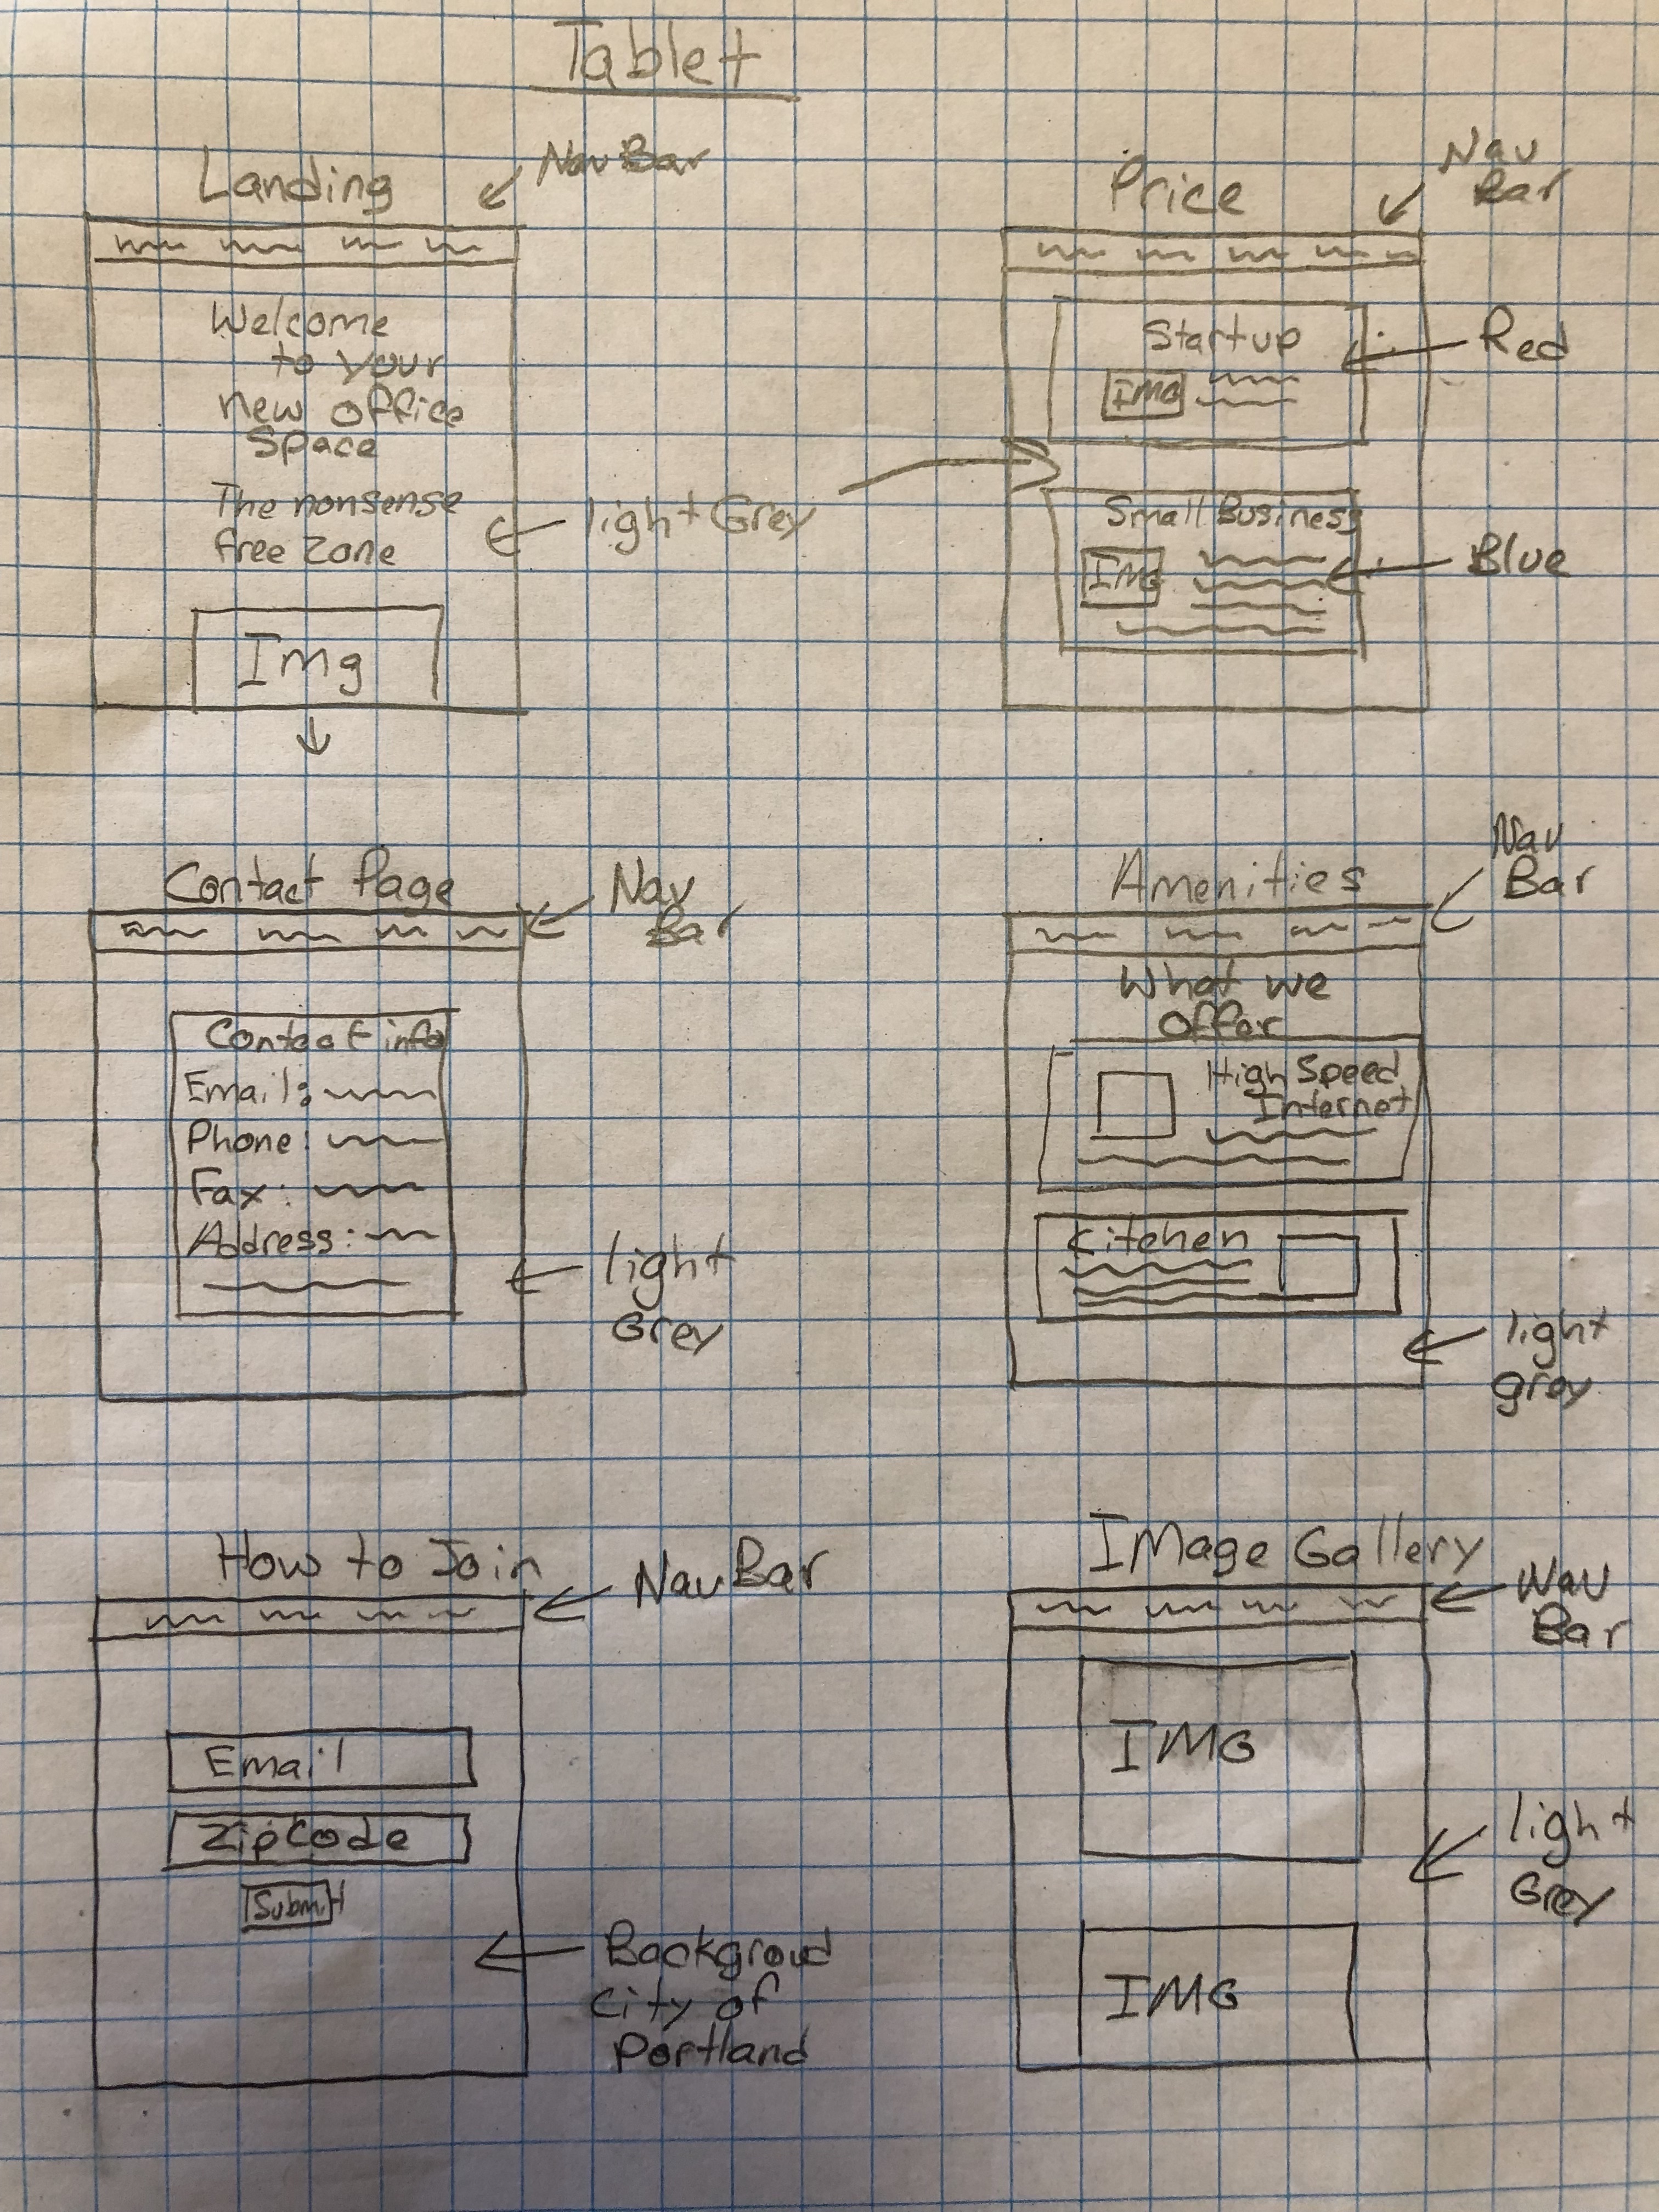 Tablet
Landing
Nav Bar
Welcome
to your
new office
space
The nonsense
free zone
light Grey
Img
Price
Nav
Bar
Startup
IMG
Red
Small Business
IMG
Blue
Contact Page
Nav
Bar
Contact info
Email:
Phone:
Fax:
Address:
light
Grey
Amenities
Nav
Bar
What we
offer
High Speed
Internet
Kitchen
light
grey
How to Join
Nav Bar
Email
ZipCode
Submit
Backgroud
City of
Portland
IMage Gallery
Nav
Bar
IMG
light
Grey
IMG